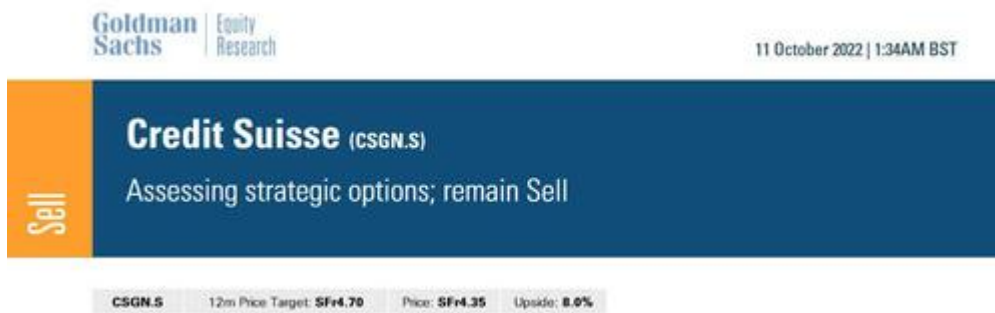 Goldman Sachs
Equity Research
11 October 2022 | 1:34AM BST
Sell
Credit Suisse (CSGN.S)
Assessing strategic options; remain Sell
CSGN.S 12m Price Target: SFr4.70 Price: SFr4.35 Upside: 8.0%